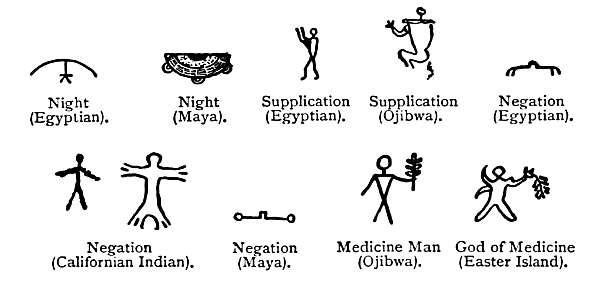 Night
(Egyptian).
Night
(Maya).
Supplication
(Egyptian).
Supplication
(Ojibwa).
Negation
(Egyptian).
Negation
(Californian Indian).
Negation
(Maya).
Medicine Man
(Ojibwa).
God of Medicine
(Easter Island).